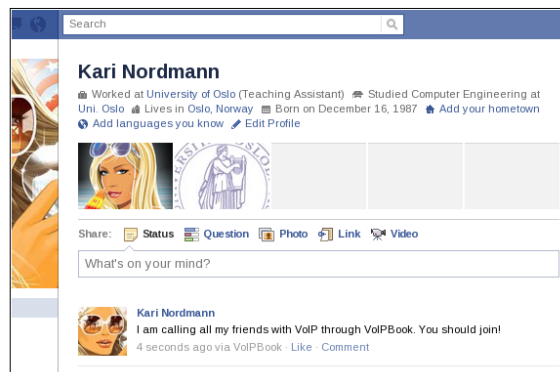 Search
Kari Nordmann
Worked at University of Oslo (Teaching Assistant) Studied Computer Engineering at
Uni. Oslo Lives in Oslo, Norway Born on December 16, 1987 Add your hometown
Add languages you know Edit Profile
Share: Status Question Photo Link Video
What's on your mind?
Kari Nordmann
I am calling all my friends with VoIP through VoIPBook. You should join!
4 seconds ago via VoIPBook · Like · Comment